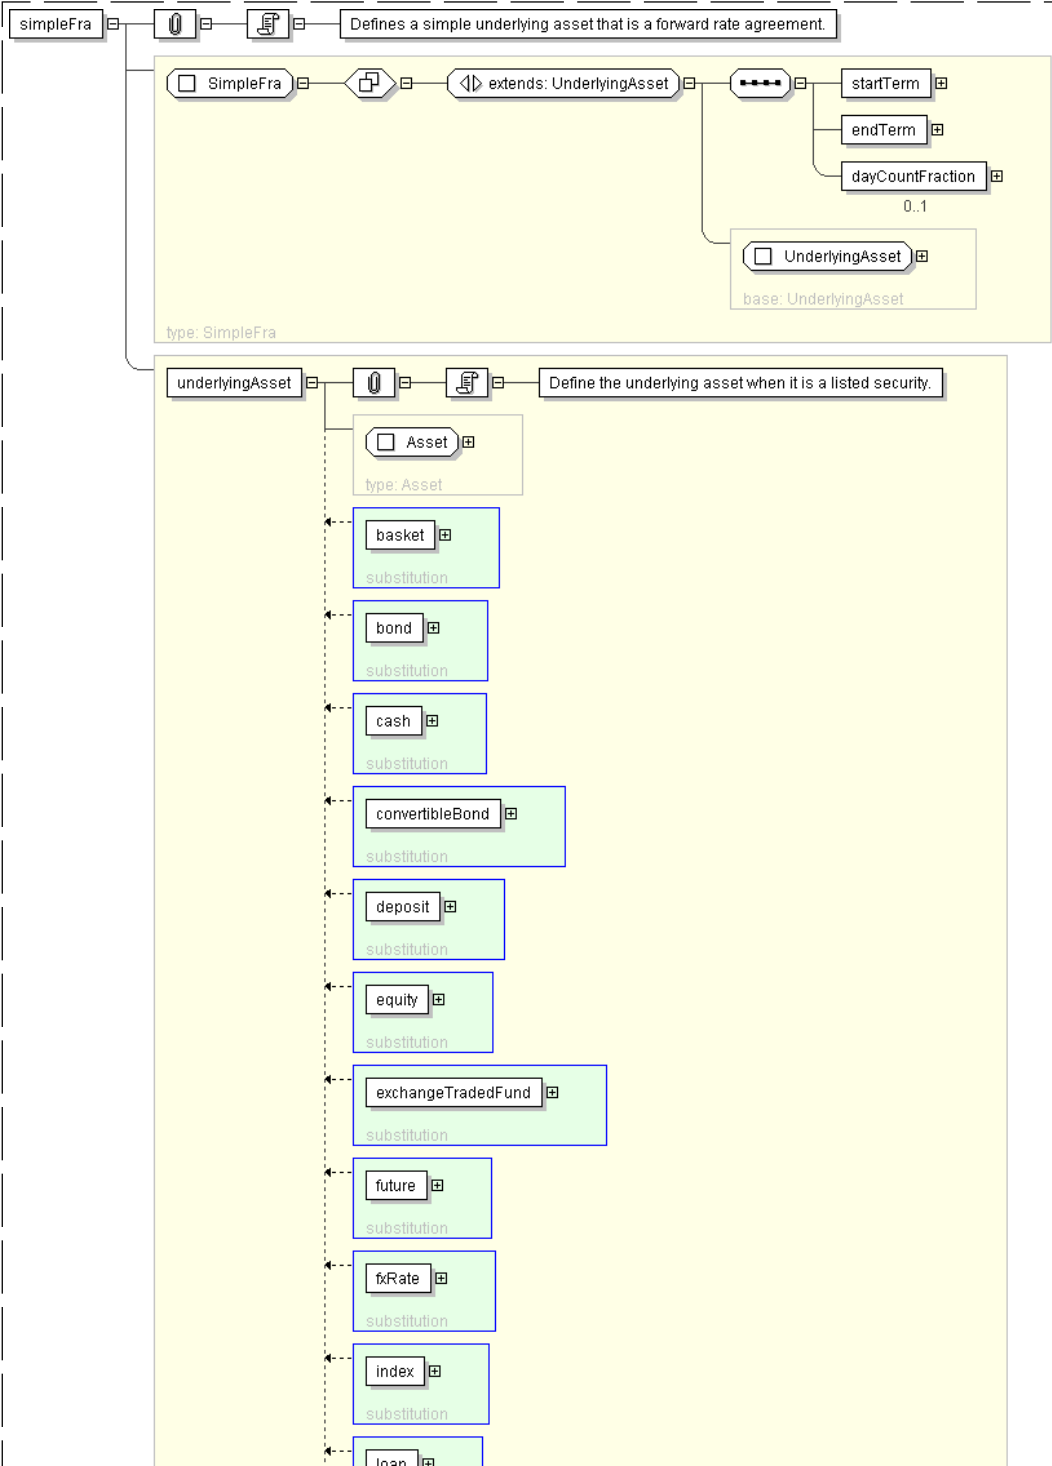 simpleFra
Defines a simple underlying asset that is a forward rate agreement.
SimpleFra
extends: UnderlyingAsset
startTerm
endTerm
dayCountFraction
0..1
UnderlyingAsset
base: UnderlyingAsset
type: SimpleFra
underlyingAsset
Define the underlying asset when it is a listed security.
Asset
type: Asset
basket
substitution
bond
substitution
cash
substitution
convertibleBond
substitution
deposit
substitution
equity
substitution
exchangeTradedFund
substitution
future
substitution
fxRate
substitution
index
substitution
loan